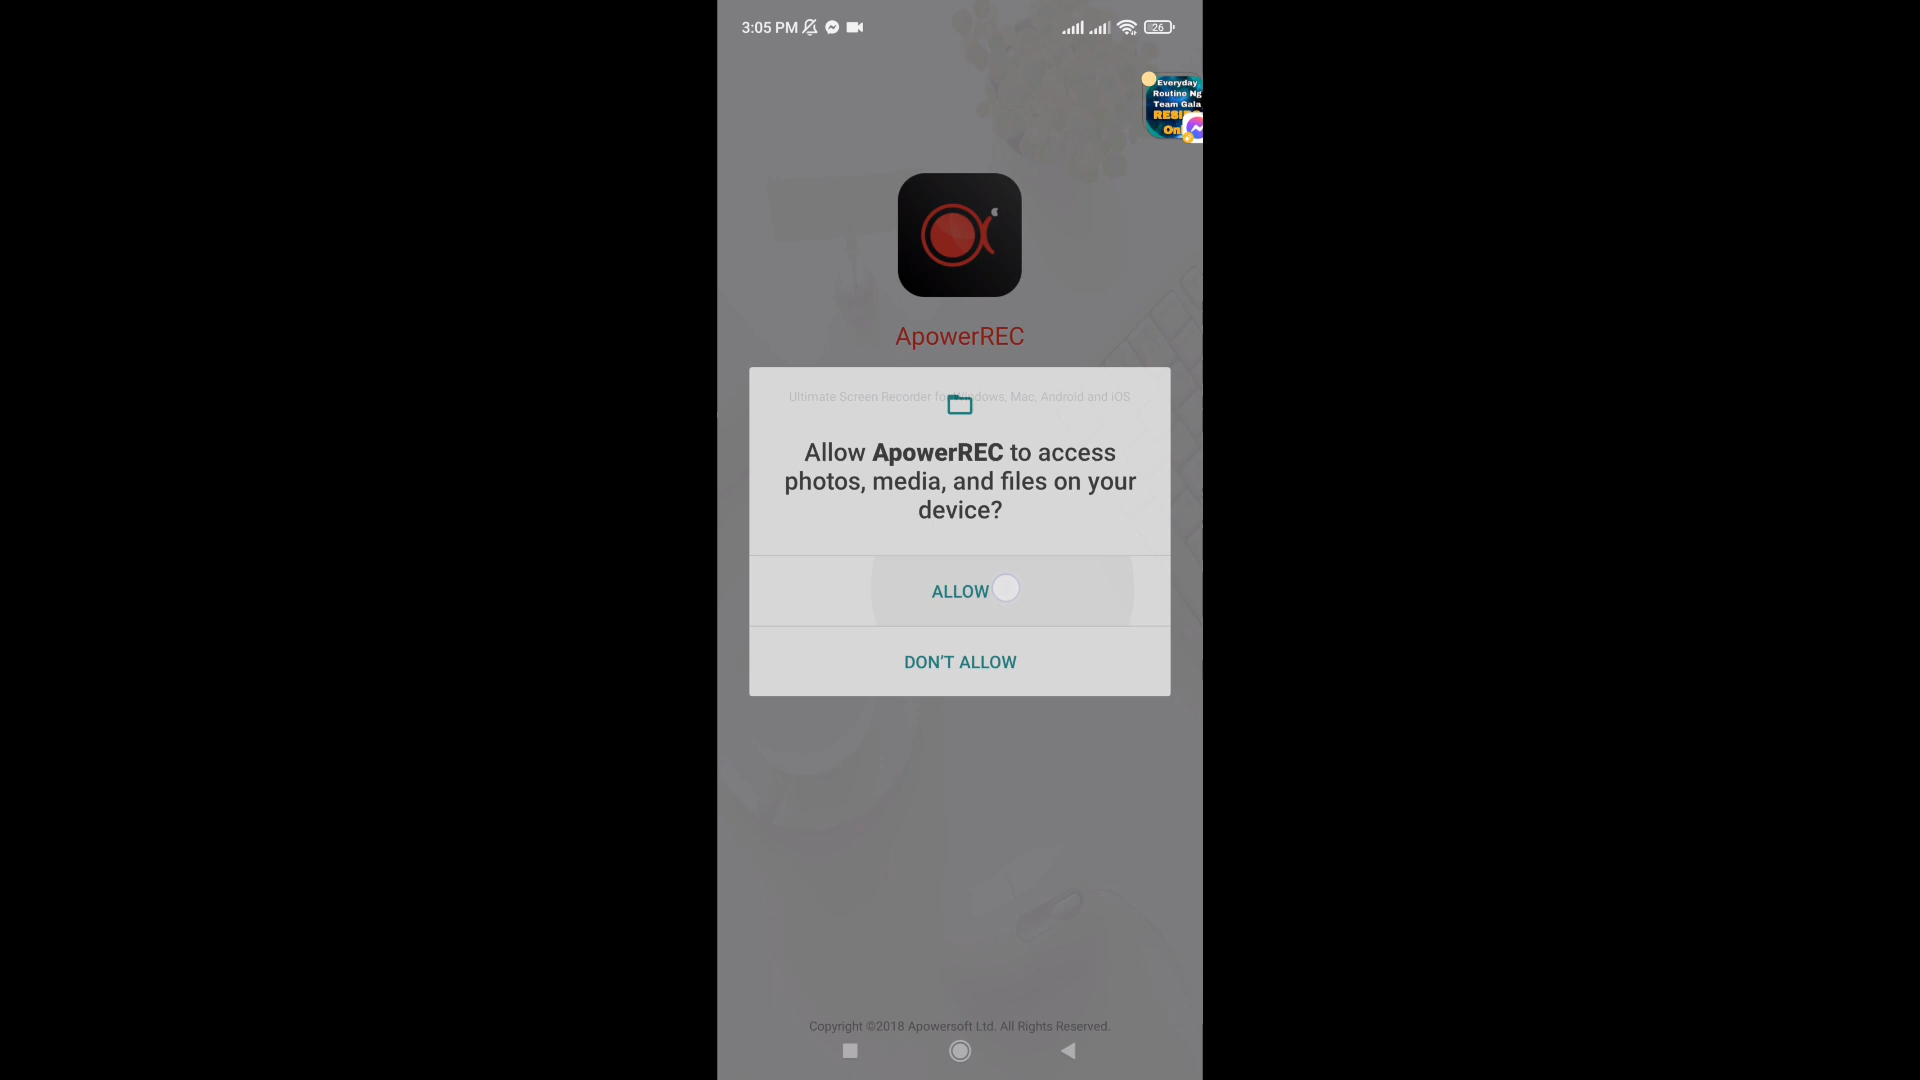 3:05 PM
26
Everyday
Routine Ng
Team Gala
ApowerREC
Ultimate Screen Recorder for Windows, Mac, Android and iOS
Allow ApowerREC to access
photos, media, and files on your
device?
ALLOW
DON'T ALLOW
Copyright ©2018 Apowersoft Ltd. All Rights Reserved.